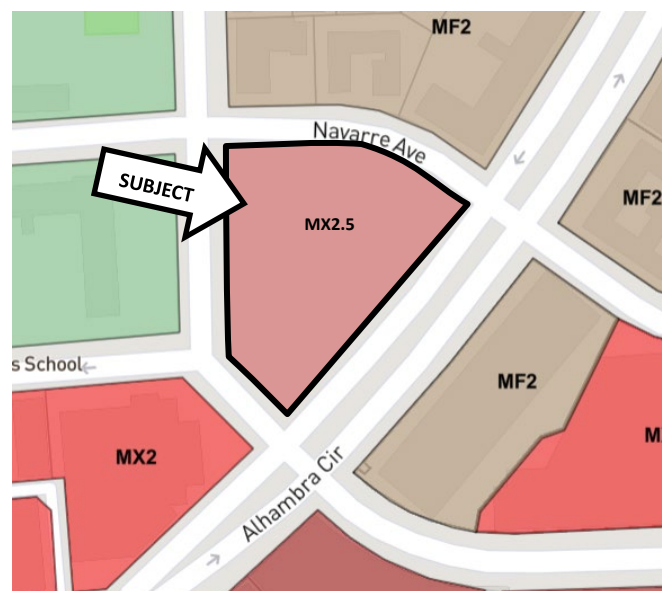 MF2
Navarre Ave
SUBJECT
MX2.5
MF2
s School
MF2
MX2
M
Alhambra Cir